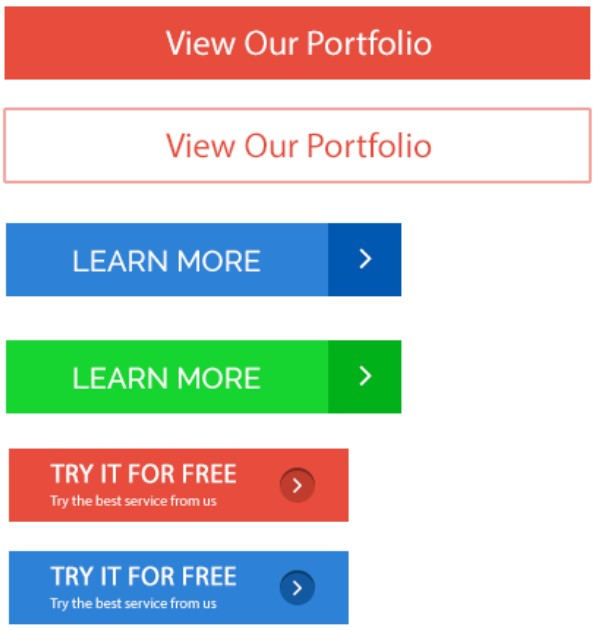 View Our Portfolio
View Our Portfolio
LEARN MORE
LEARN MORE
TRY IT FOR FREE
Try the best service from us
TRY IT FOR FREE
Try the best service from us